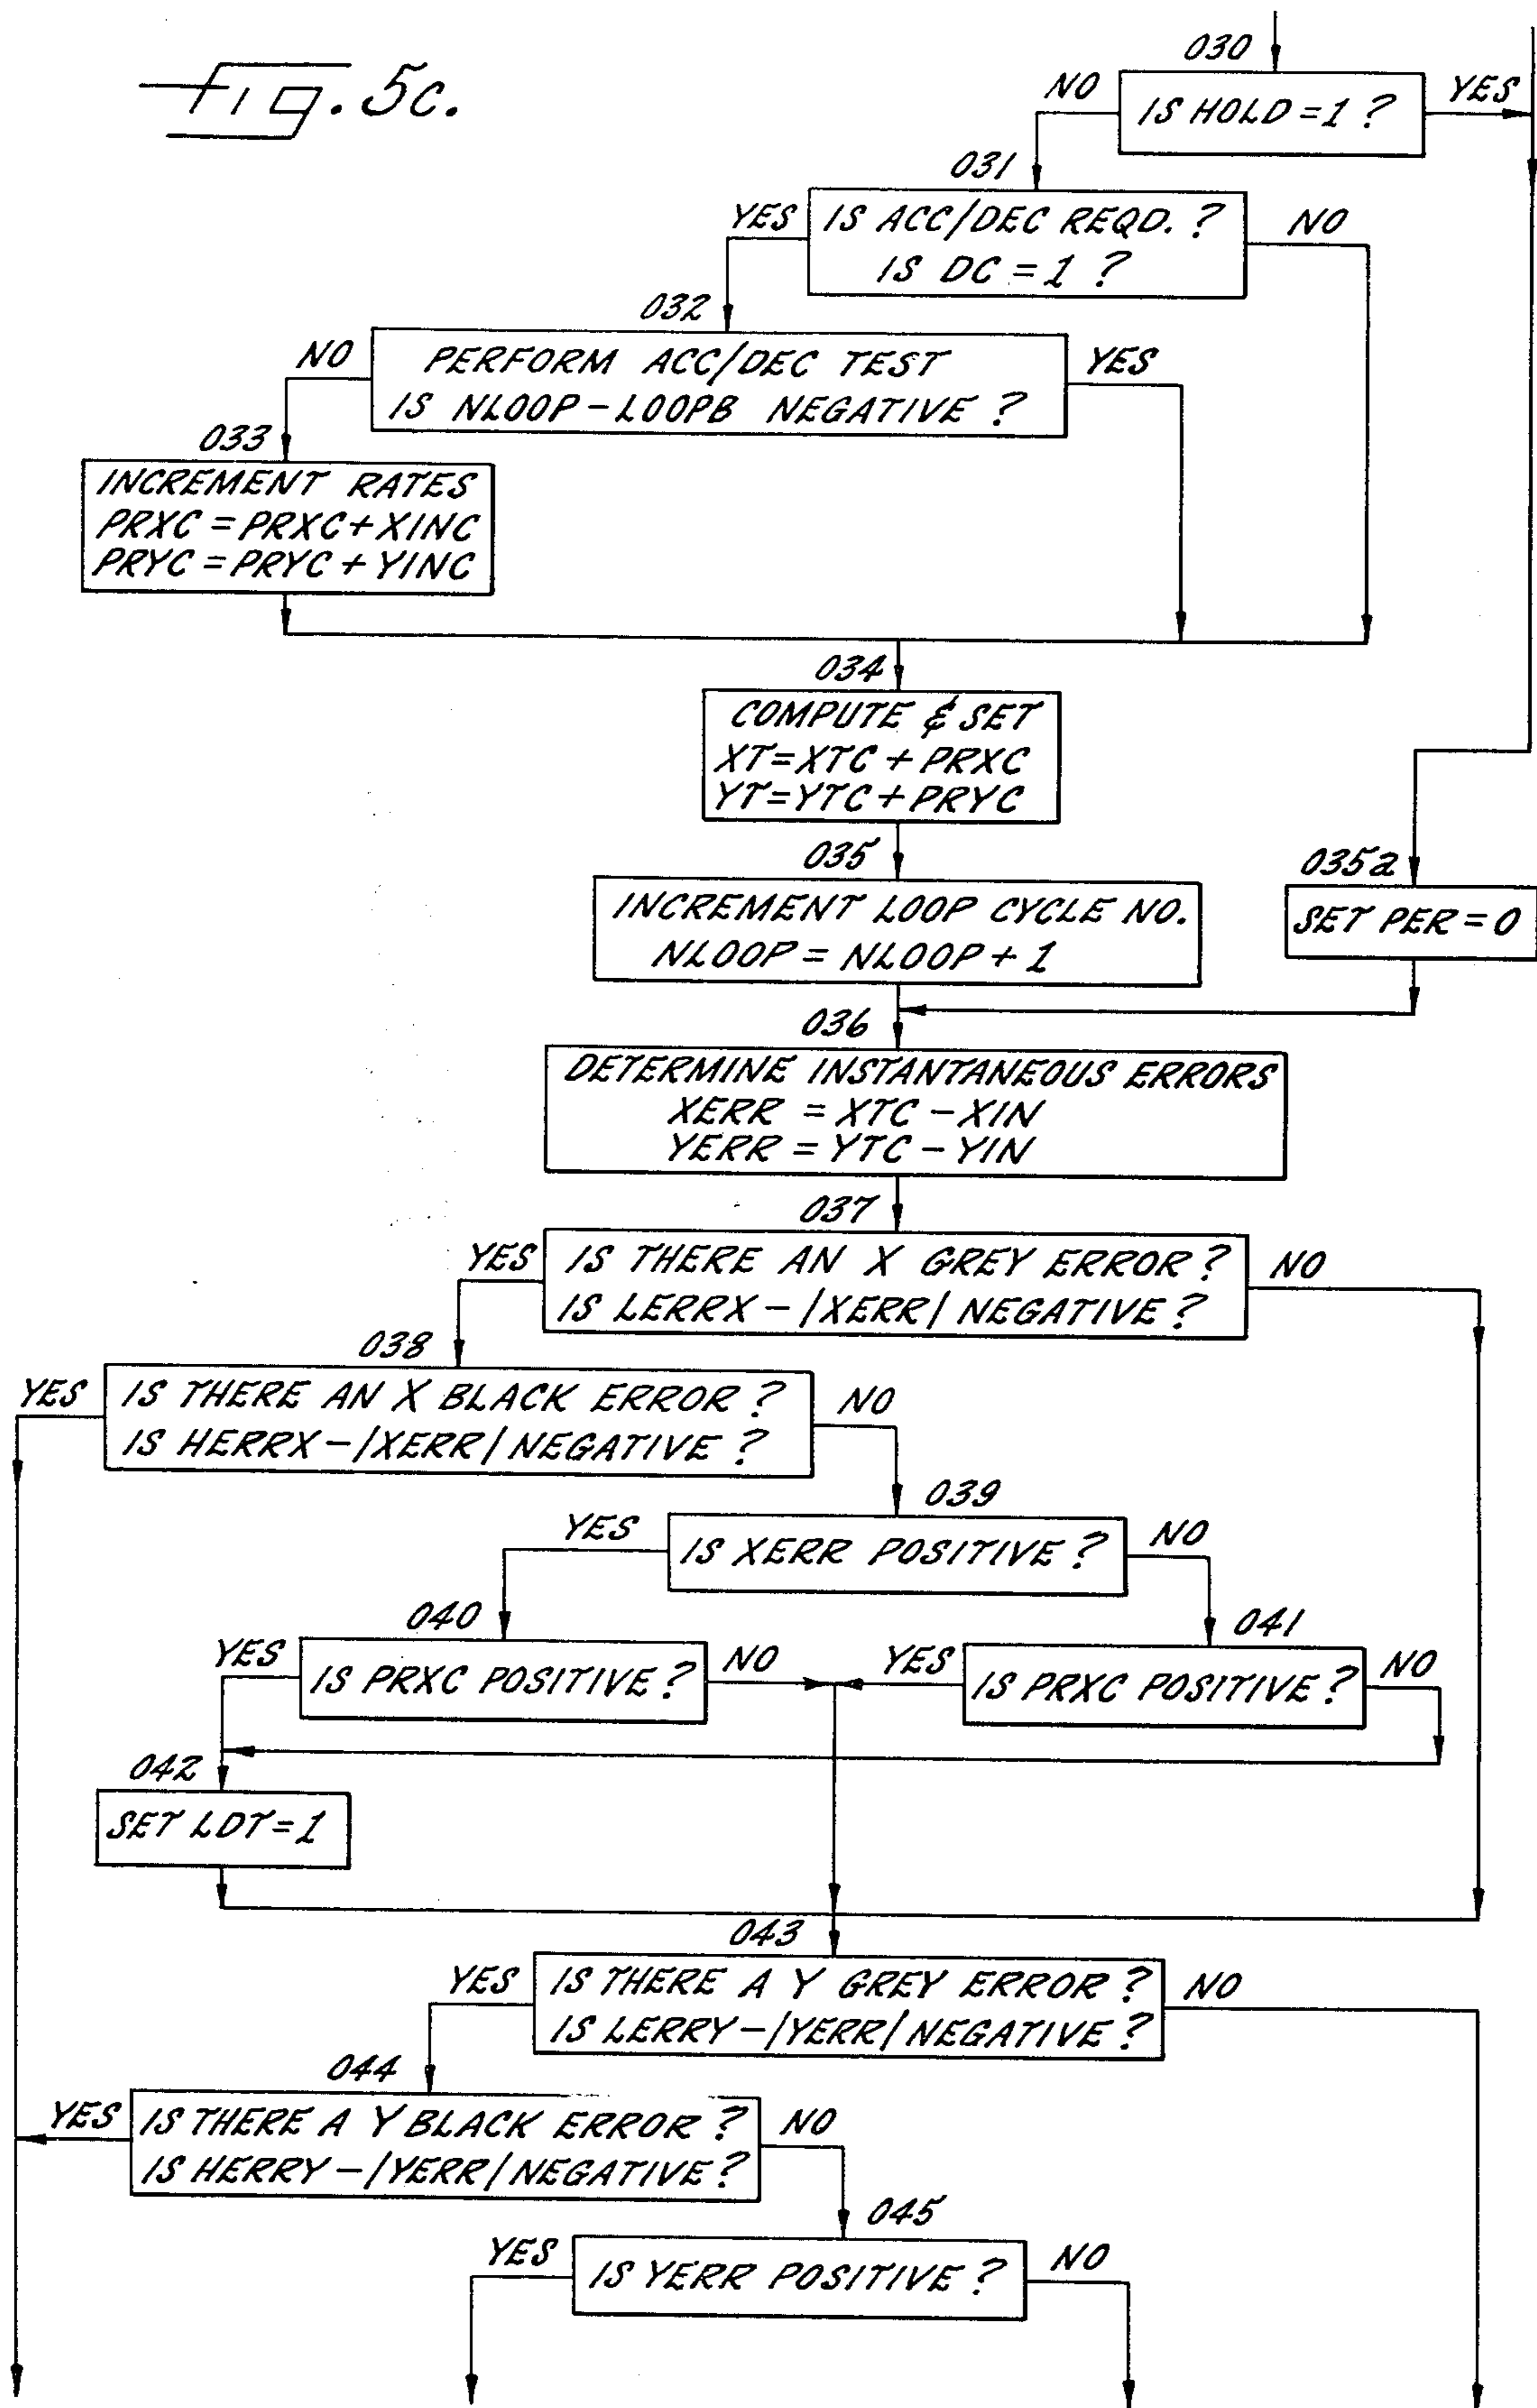 Fig. 5c.
030
NO
IS HOLD = 1 ?
YES
031
YES
IS ACC/DEC REQD. ?
IS DC = 1 ?
NO
032
NO
PERFORM ACC/DEC TEST
IS NLOOP - LOOPB NEGATIVE ?
YES
033
INCREMENT RATES
PRXC = PRXC + XINC
PRYC = PRYC + YINC
034
COMPUTE & SET
XT = XTC + PRXC
YT = YTC + PRYC
035
INCREMENT LOOP CYCLE NO.
NLOOP = NLOOP + 1
035a
SET PER = 0
036
DETERMINE INSTANTANEOUS ERRORS
XERR = XTC - XIN
YERR = YTC - YIN
037
YES
IS THERE AN X GREY ERROR ?
IS LERRX - /XERR/ NEGATIVE ?
NO
038
YES
IS THERE AN X BLACK ERROR ?
IS HERRX - /XERR/ NEGATIVE ?
NO
039
YES
IS XERR POSITIVE ?
NO
040
YES
IS PRXC POSITIVE ?
NO
041
YES
IS PRXC POSITIVE ?
NO
042
SET LDT = 1
043
YES
IS THERE A Y GREY ERROR ?
IS LERRY - /YERR/ NEGATIVE ?
NO
044
YES
IS THERE A Y BLACK ERROR ?
IS HERRY - /YERR/ NEGATIVE ?
NO
045
YES
IS YERR POSITIVE ?
NO